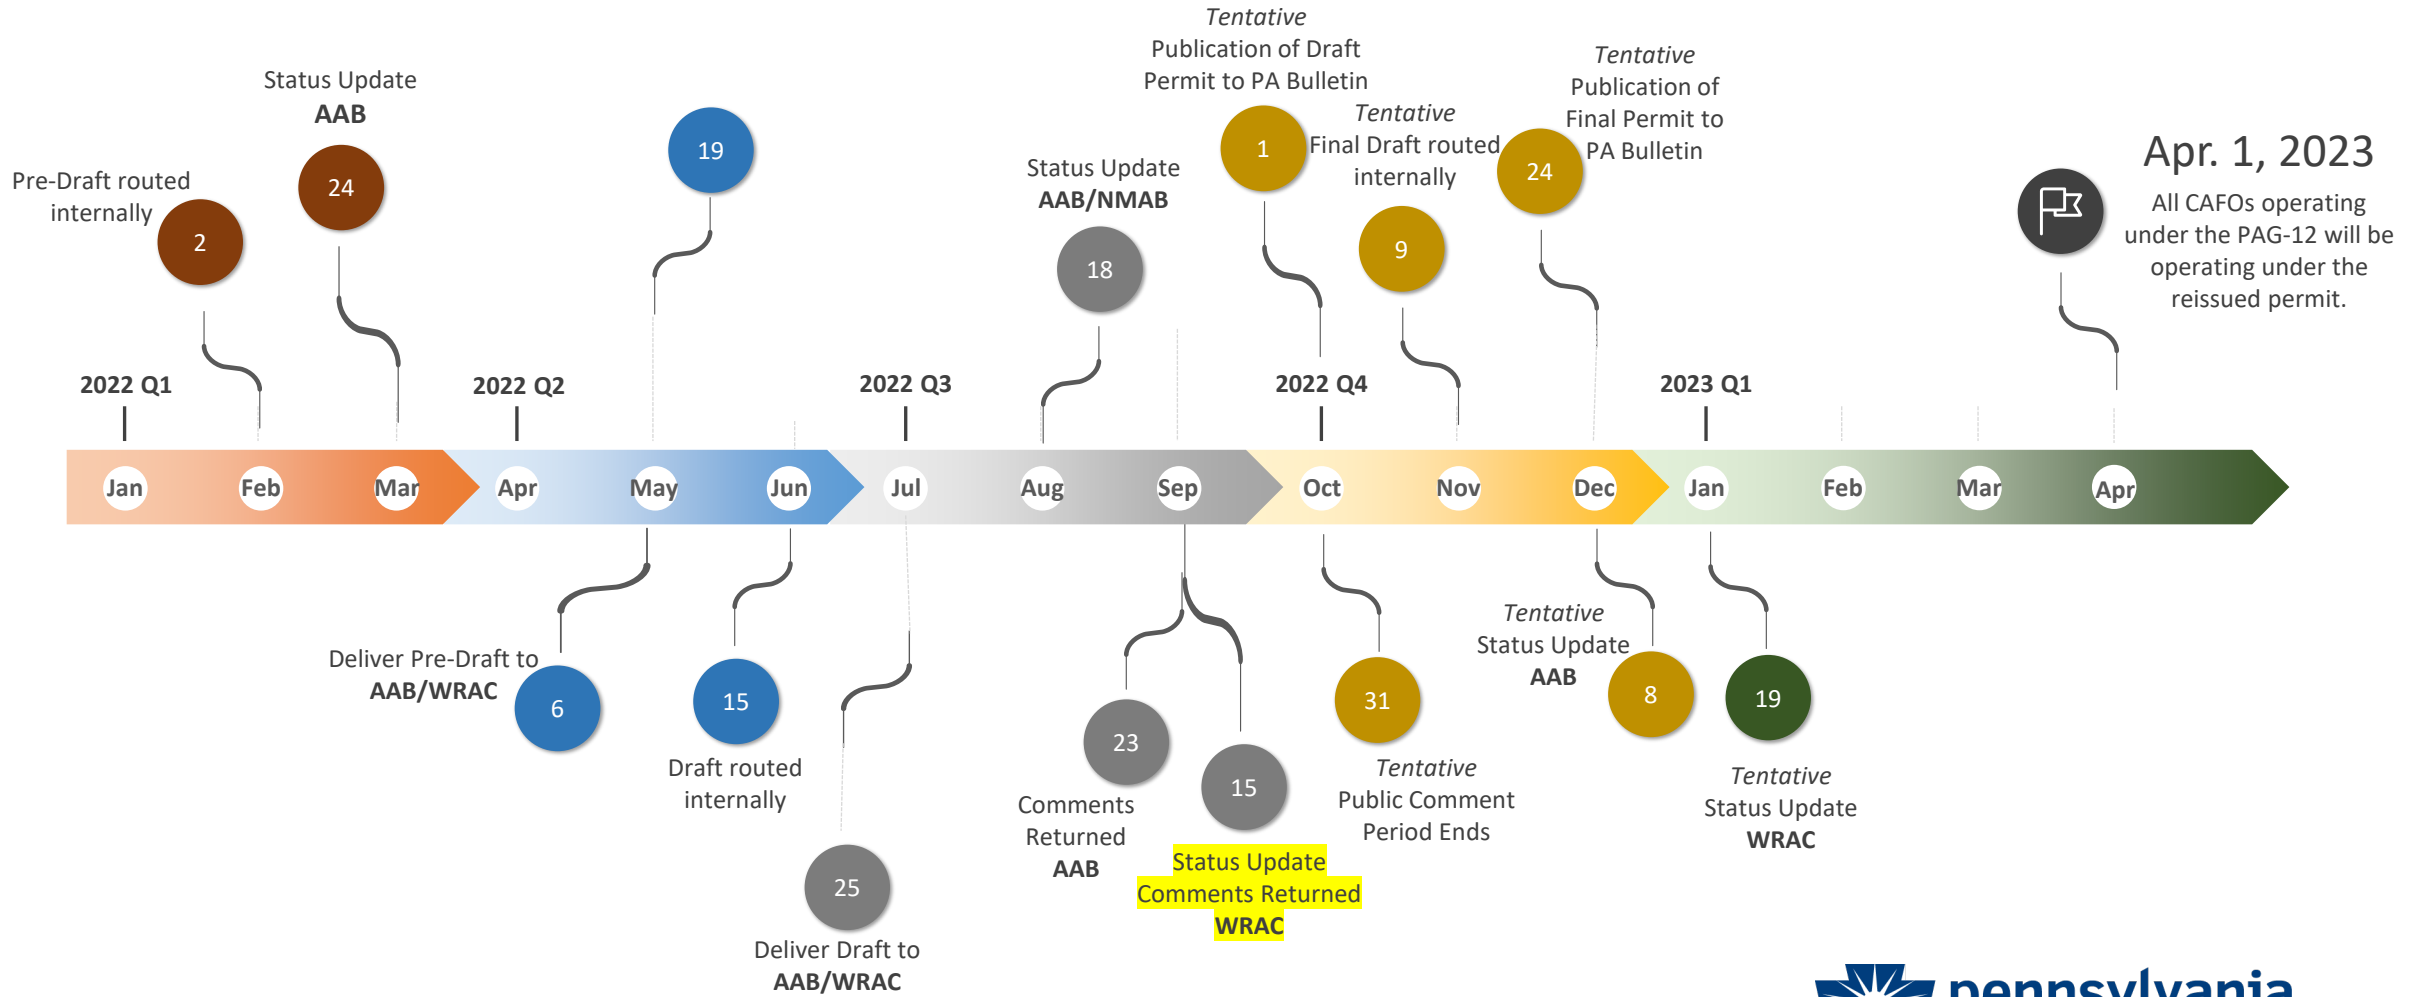 Tentative
Publication of Draft
Permit to PA Bulletin
1
Tentative
Publication of
Final Permit to
PA Bulletin
24
Status Update
AAB
24
19
Tentative
Final Draft routed
internally
9
Pre-Draft routed
internally
2
Status Update
AAB/NMAB
18
Apr. 1, 2023
All CAFOs operating
under the PAG-12 will be
operating under the
reissued permit.
2022 Q1
2022 Q2
2022 Q3
2022 Q4
2023 Q1
Jan
Feb
Mar
Apr
May
Jun
Jul
Aug
Sep
Oct
Nov
Dec
Jan
Feb
Mar
Apr
Deliver Pre-Draft to
AAB/WRAC
6
15
Draft routed
internally
25
Deliver Draft to
AAB/WRAC
23
Comments
Returned
AAB
15
Status Update
Comments Returned
WRAC
31
Tentative
Public Comment
Period Ends
Tentative
Status Update
AAB
8
19
Tentative
Status Update
WRAC
pennsylvania